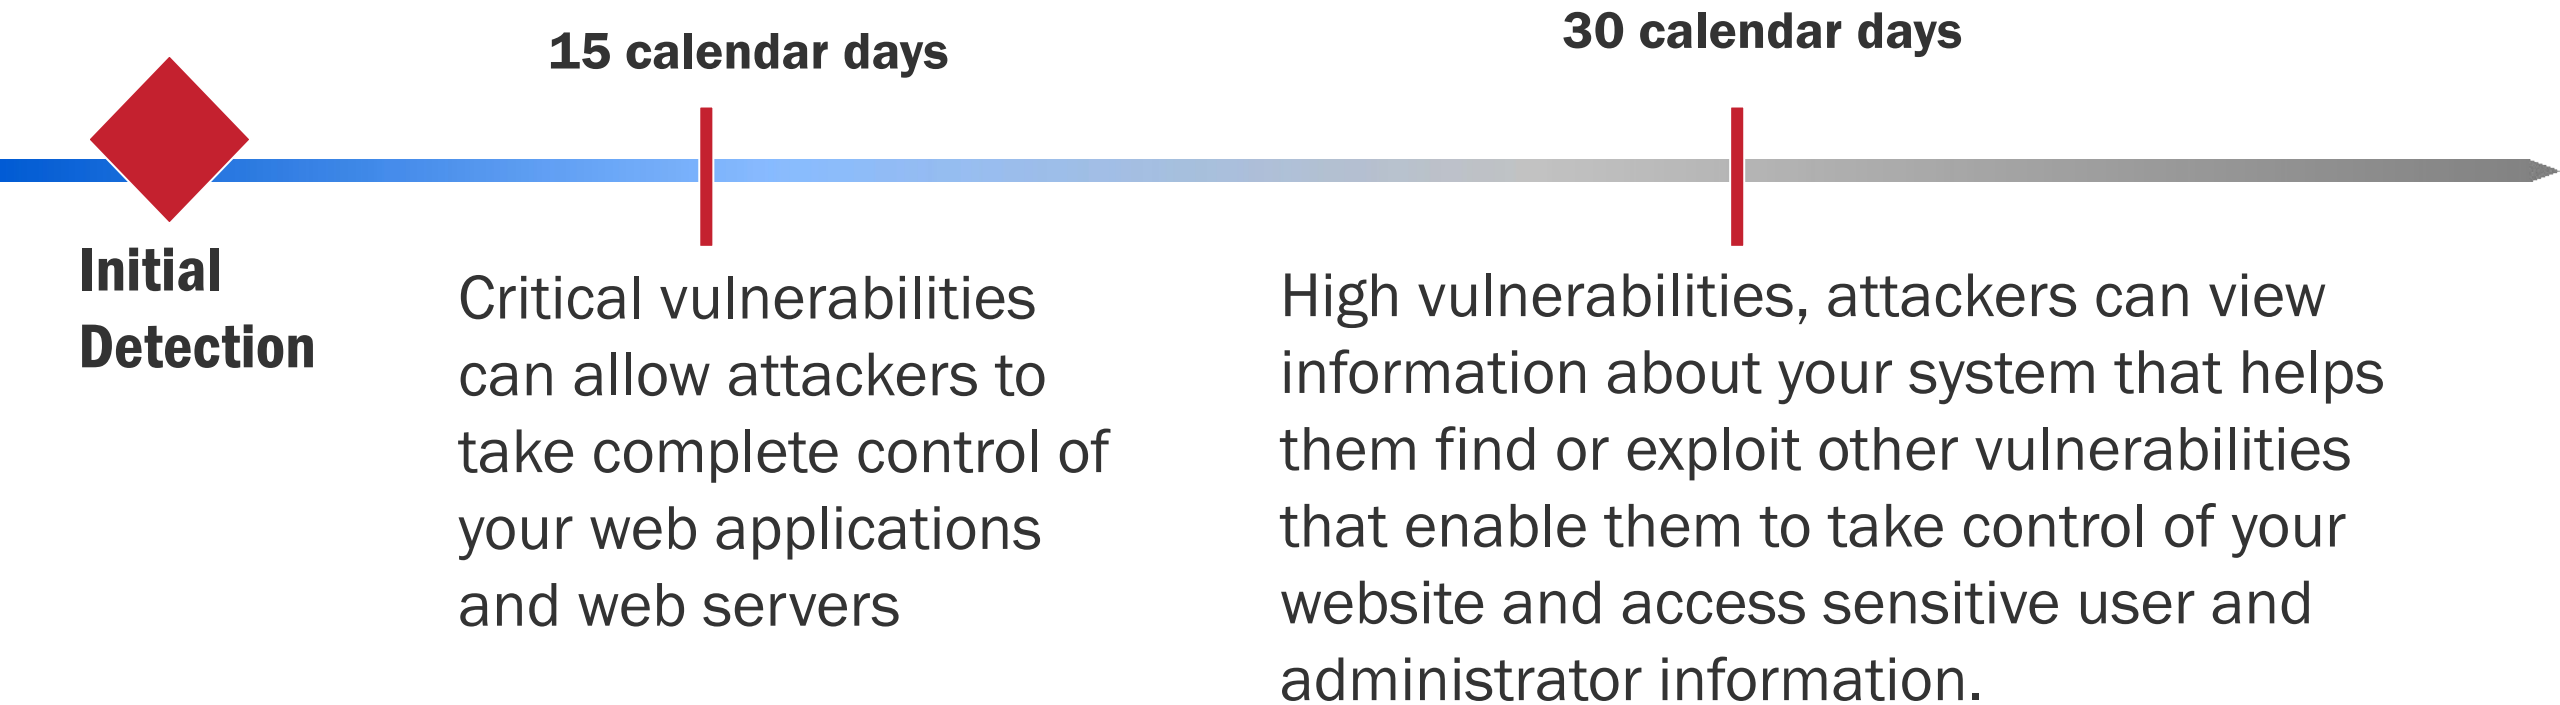 15 calendar days
30 calendar days
Initial
Detection
Critical vulnerabilities
can allow attackers to
take complete control of
your web applications
and web servers
High vulnerabilities, attackers can view
information about your system that helps
them find or exploit other vulnerabilities
that enable them to take control of your
website and access sensitive user and
administrator information.